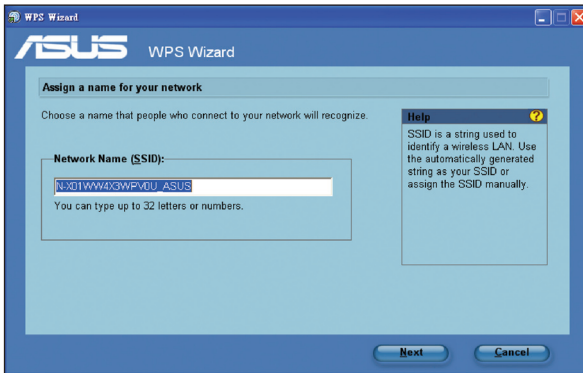 WPS Wizard
ASUS WPS Wizard
Assign a name for your network
Choose a name that people who connect to your network will recognize.
Network Name (SSID):
N-X01WW4X3WPV0U_ASUS
You can type up to 32 letters or numbers.
Help ?
SSID is a string used to
identify a wireless LAN. Use
the automatically generated
string as your SSID or
assign the SSID manually.
Next Cancel